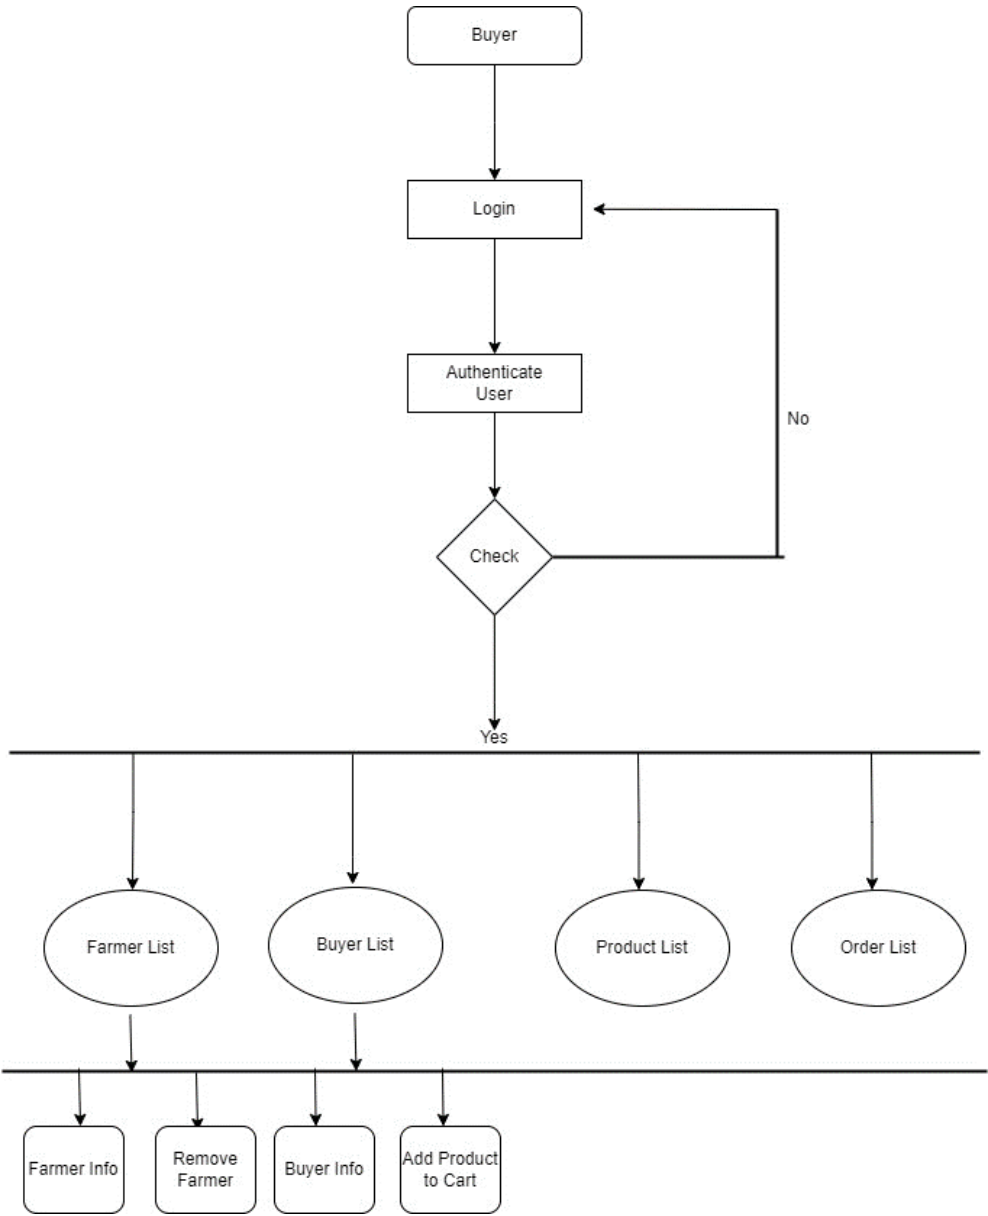 Buyer
Login
Authenticate
User
No
Check
Yes
Farmer List
Buyer List
Product List
Order List
Farmer Info
Remove
Farmer
Buyer Info
Add Product
to Cart